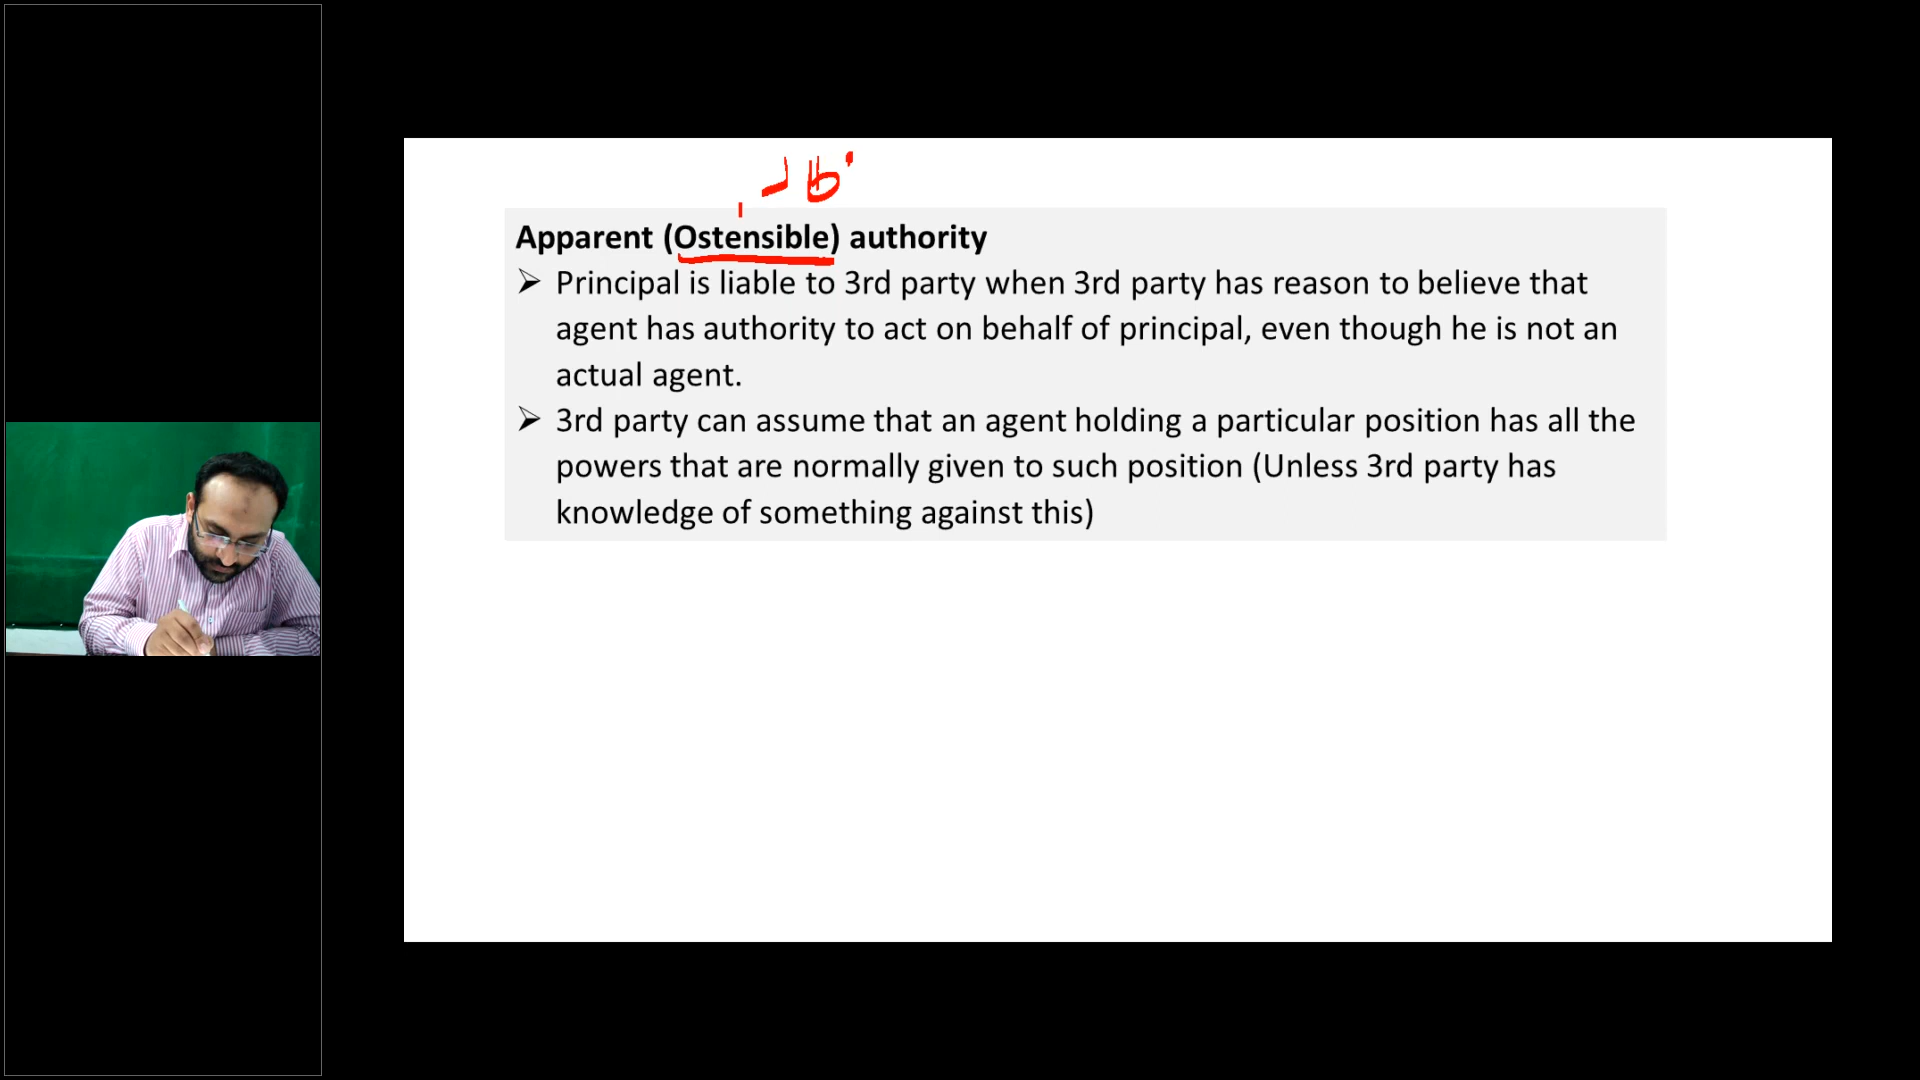 Apparent (Ostensible) authority
➢ Principal is liable to 3rd party when 3rd party has reason to believe that
agent has authority to act on behalf of principal, even though he is not an
actual agent.
➢ 3rd party can assume that an agent holding a particular position has all the
powers that are normally given to such position (Unless 3rd party has
knowledge of something against this)